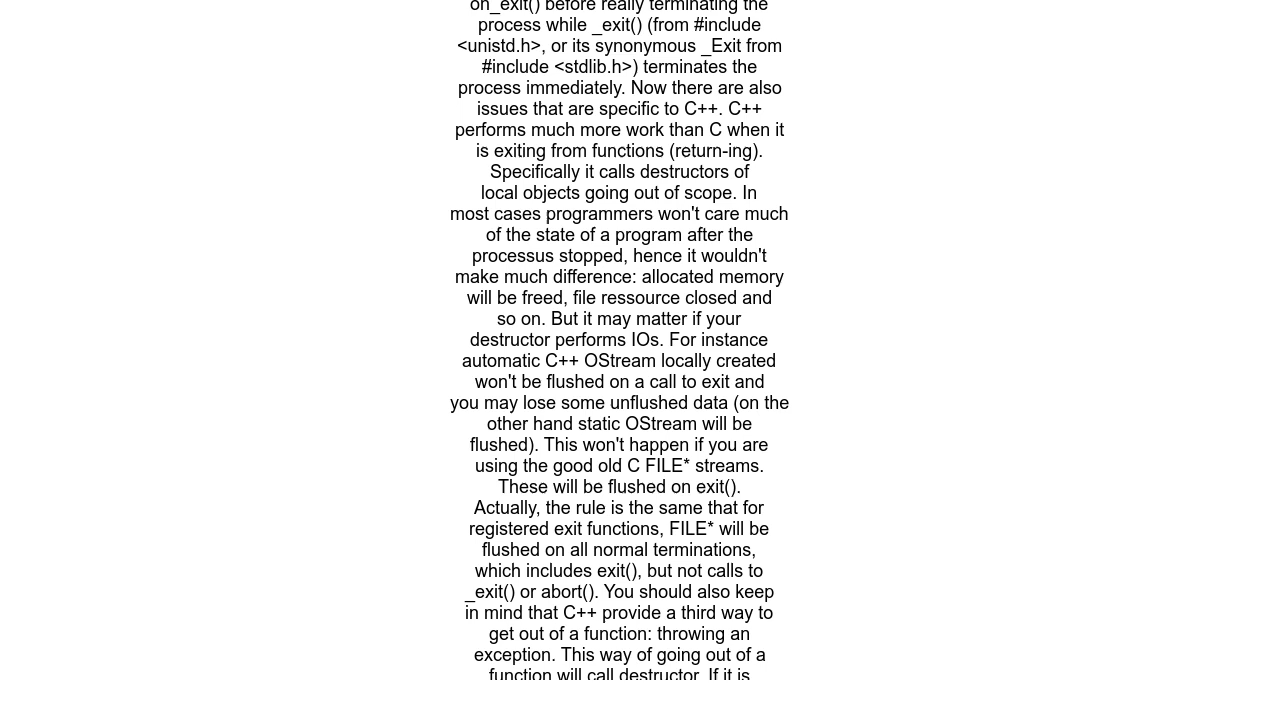 on_exit() before really terminating the
process while _exit() (from #include
<unistd.h>, or its synonymous _Exit from
#include <stdlib.h>) terminates the
process immediately. Now there are also
issues that are specific to C++. C++
performs much more work than C when it
is exiting from functions (return-ing).
Specifically it calls destructors of
local objects going out of scope. In
most cases programmers won't care much
of the state of a program after the
processus stopped, hence it wouldn't
make much difference: allocated memory
will be freed, file ressource closed and
so on. But it may matter if your
destructor performs IOs. For instance
automatic C++ OStream locally created
won't be flushed on a call to exit and
you may lose some unflushed data (on the
other hand static OStream will be
flushed). This won't happen if you are
using the good old C FILE* streams.
These will be flushed on exit().
Actually, the rule is the same that for
registered exit functions, FILE* will be
flushed on all normal terminations,
which includes exit(), but not calls to
_exit() or abort(). You should also keep
in mind that C++ provide a third way to
get out of a function: throwing an
exception. This way of going out of a
function will call destructor. If it is